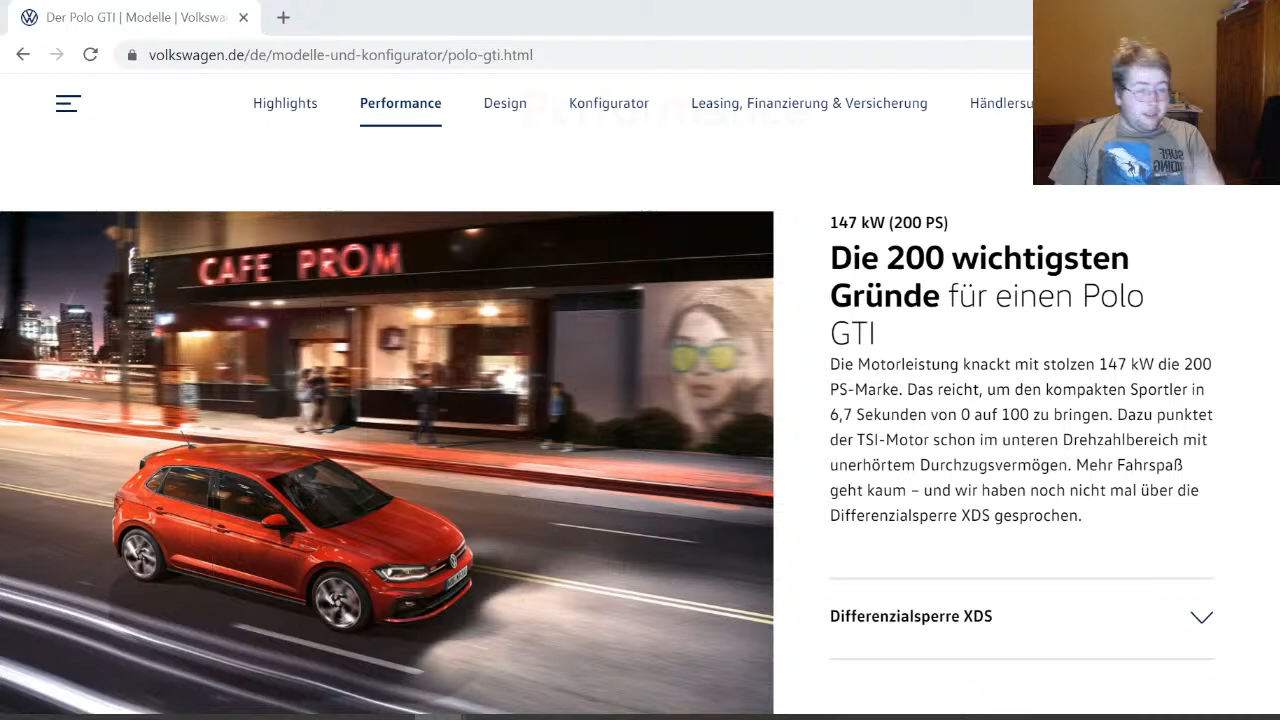 Der Polo GTI | Modelle | Volkswa
volkswagen.de/de/modelle-und-konfigurator/polo-gti.html
Highlights Performance Design Konfigurator Leasing, Finanzierung & Versicherung Händlersu
Performance
CAFE PROM
147 kW (200 PS)
Die 200 wichtigsten
Gründe für einen Polo
GTI
Die Motorleistung knackt mit stolzen 147 kW die 200
PS-Marke. Das reicht, um den kompakten Sportler in
6,7 Sekunden von 0 auf 100 zu bringen. Dazu punktet
der TSI-Motor schon im unteren Drehzahlbereich mit
unerhörtem Durchzugsvermögen. Mehr Fahrspaß
geht kaum – und wir haben noch nicht mal über die
Differenzialsperre XDS gesprochen.
Differenzialsperre XDS
SURF